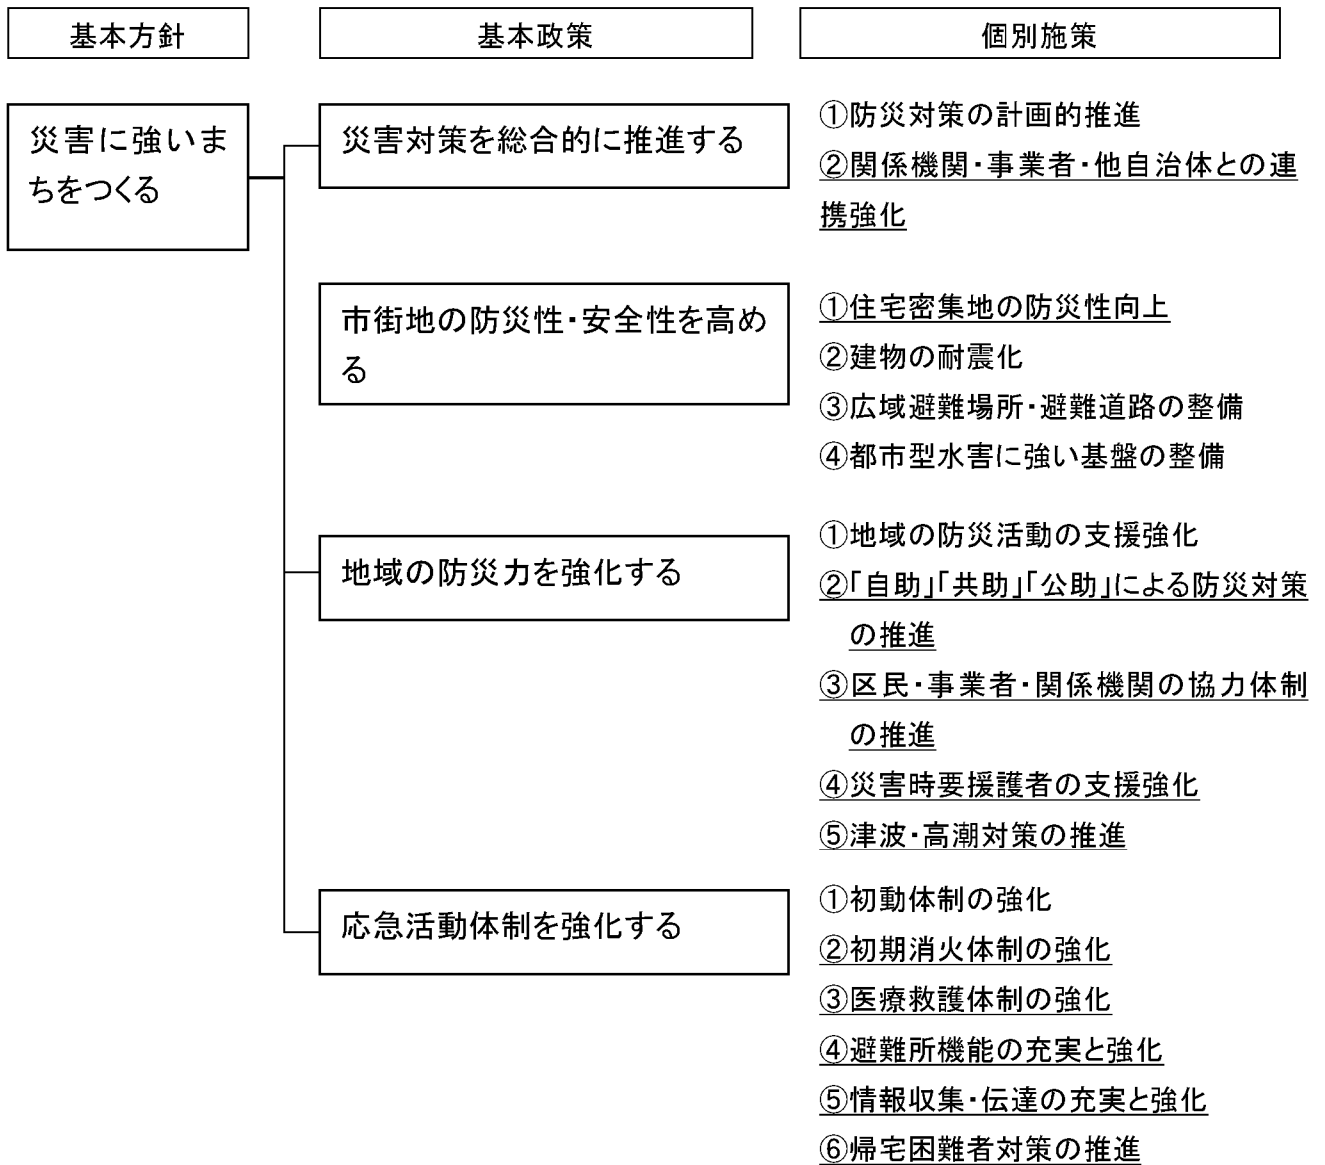 基本方針
基本政策
個別施策
災害に強いま
ちをつくる
災害対策を総合的に推進する
①防災対策の計画的推進
②関係機関・事業者・他自治体との連
携強化
市街地の防災性・安全性を高め
る
①住宅密集地の防災性向上
②建物の耐震化
③広域避難場所・避難道路の整備
④都市型水害に強い基盤の整備
地域の防災力を強化する
①地域の防災活動の支援強化
②「自助」「共助」「公助」による防災対策
の推進
③区民・事業者・関係機関の協力体制
の推進
④災害時要援護者の支援強化
⑤津波・高潮対策の推進
応急活動体制を強化する
①初動体制の強化
②初期消火体制の強化
③医療救護体制の強化
④避難所機能の充実と強化
⑤情報収集・伝達の充実と強化
⑥帰宅困難者対策の推進